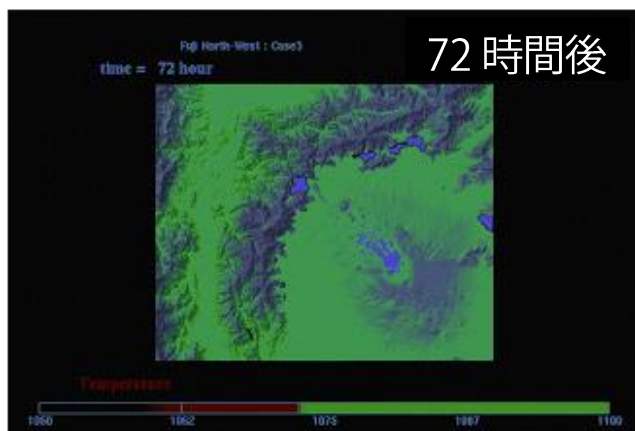 Fuji North-West : Case3
72 時間後
time = 72 hour
Temperature
1050 1062 1075 1087 1100